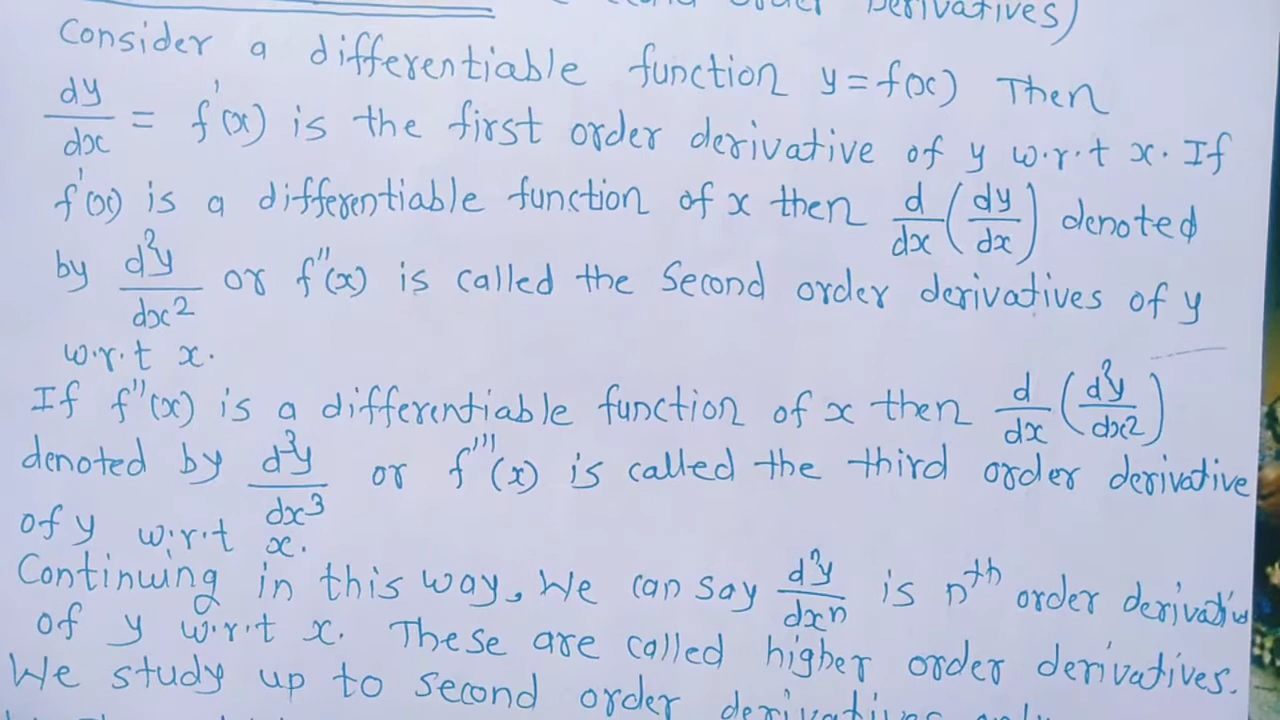 Order Derivatives)
Consider a differentiable function y = f(x) Then
dy/dx = f'(x) is the first order derivative of y w.r.t x. If
f'(x) is a differentiable function of x then d/dx (dy/dx) denoted
by d²y/dx² or f''(x) is called the Second order derivatives of y
w.r.t x.
If f''(x) is a differentiable function of x then d/dx (d²y/dx²)
denoted by d³y/dx³ or f'''(x) is called the third order derivative
of y w.r.t x.
Continuing in this way, We can say dⁿy/dxⁿ is nᵗʰ order derivative
of y w.r.t x. These are called higher order derivatives.
We study up to second order derivatives only